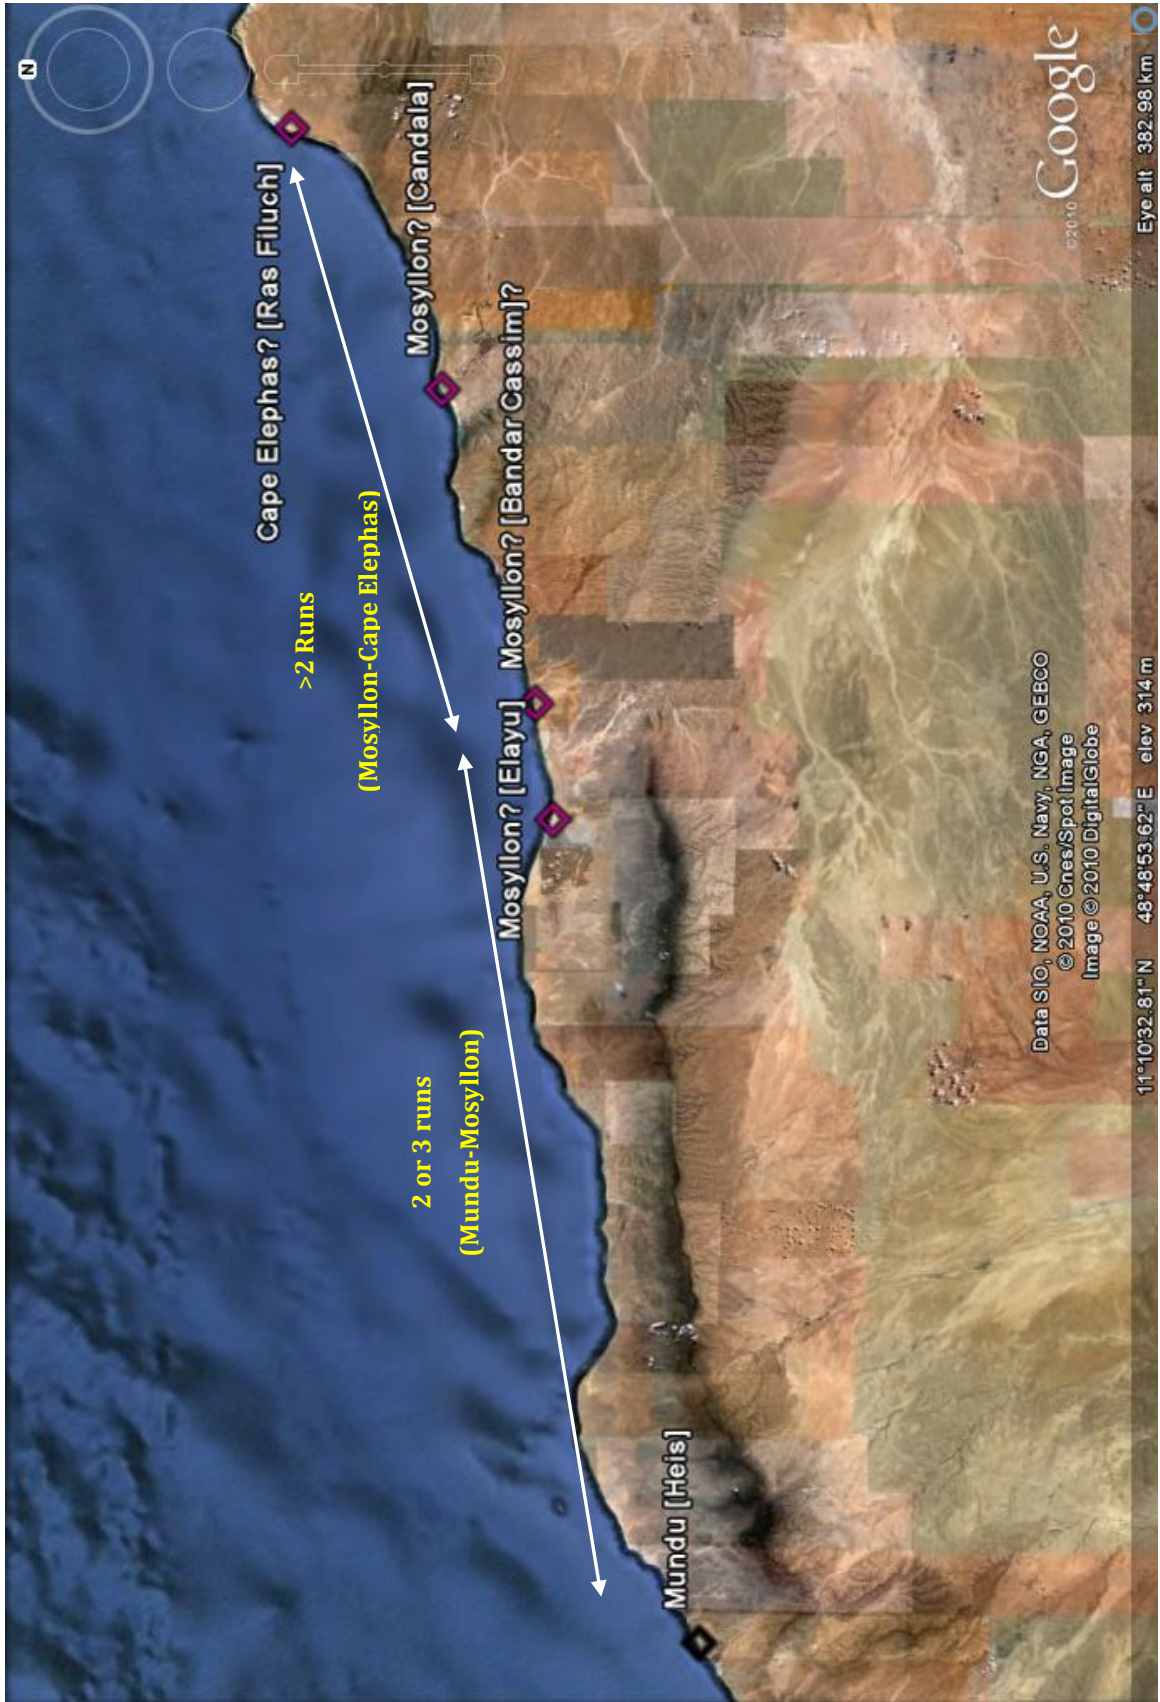 N
Cape Elephas? [Ras Filuch]
>2 Runs
(Mosyllon-Cape Elephas)
Mosyllon? [Candala]
2 or 3 runs
(Mundu-Mosyllon)
Mosyllon? [Elayu]
Mosyllon? [Bandar Cassim]?
Mundu [Heis]
Data SIO, NOAA, U.S. Navy, NGA, GEBCO
© 2010 Cnes/Spot Image
Image © 2010 DigitalGlobe
©2010 Google
11°10'32.81" N 48°48'53.62" E elev 314 m Eye alt 382.98 km